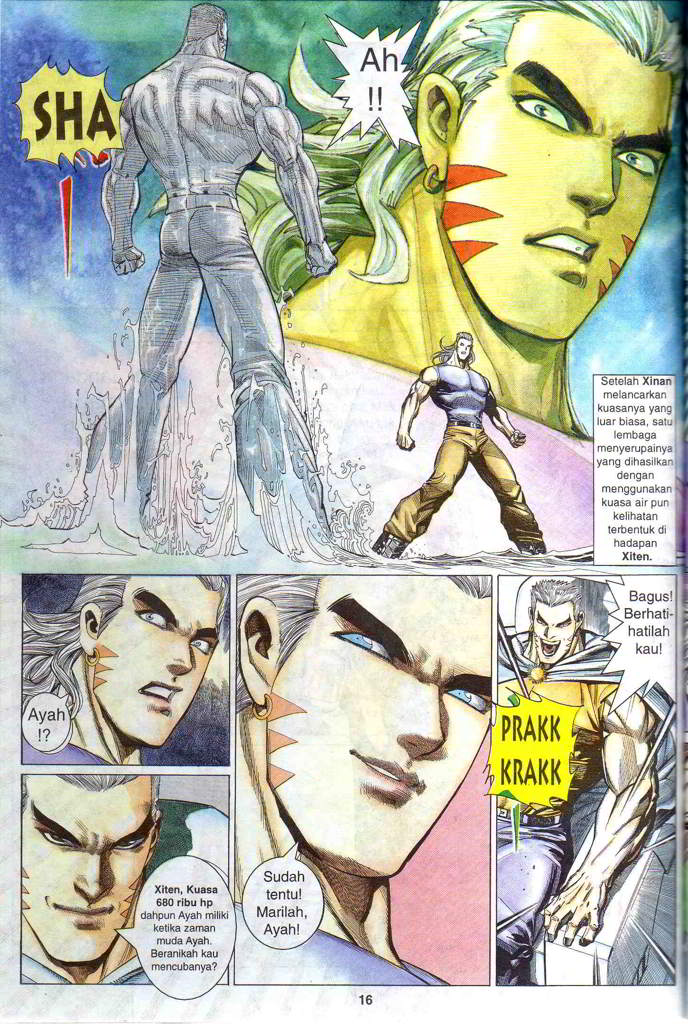 SHA
!
Ah
!!
Setelah Xinan
melancarkan
kuasanya yang
luar biasa, satu
lembaga
menyerupainya
yang dihasilkan
dengan
menggunakan
kuasa air pun
kelihatan
terbentuk di
hadapan
Xiten.
Ayah
!?
Xiten, Kuasa
680 ribu hp
dahpun Ayah miliki
ketika zaman
muda Ayah.
Beranikah kau
mencubanya?
Sudah
tentu!
Marilah,
Ayah!
Bagus!
Berhati-
hatilah
kau!
PRAKK
KRAKK
16